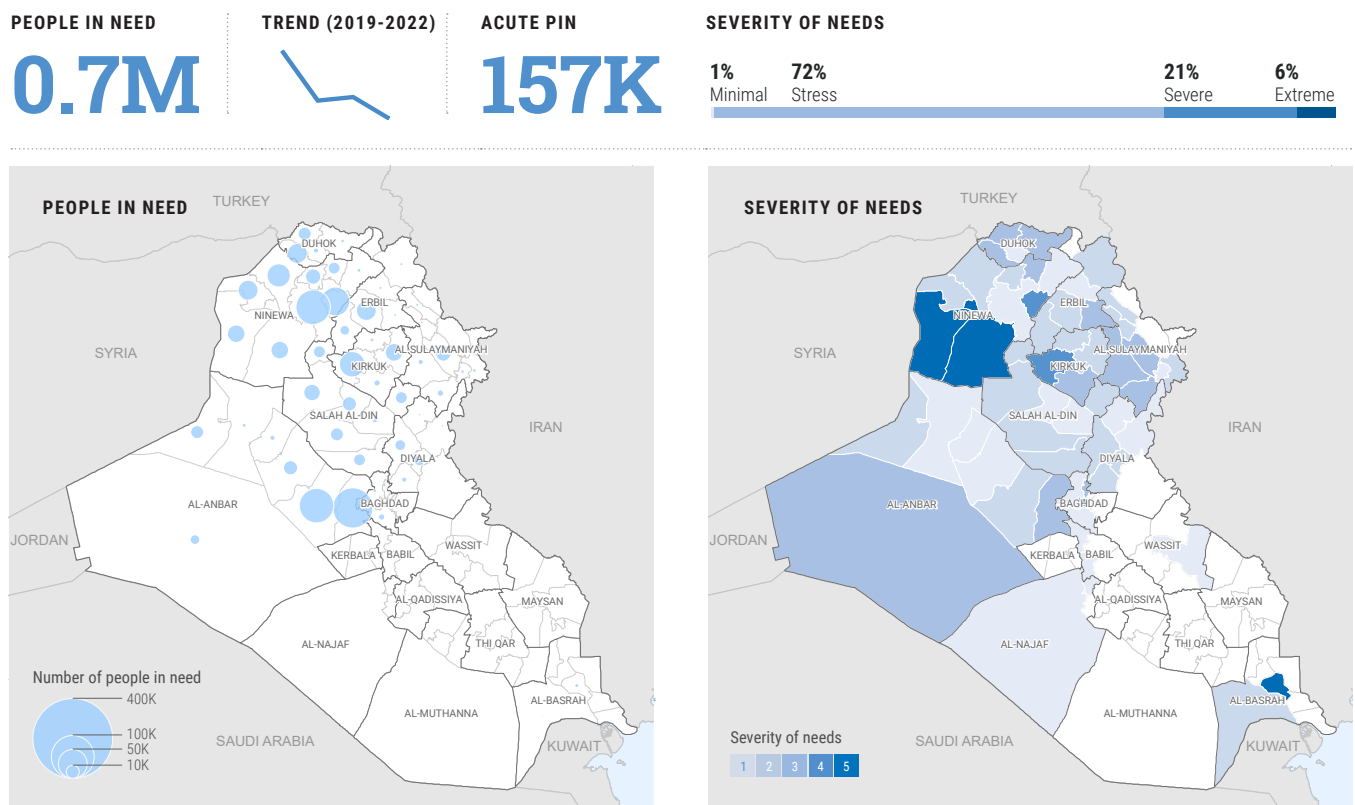 PEOPLE IN NEED
0.7M
TREND (2019-2022)
ACUTE PIN
157K
SEVERITY OF NEEDS
1% 72% 21% 6%
Minimal Stress Severe Extreme
PEOPLE IN NEED
TURKEY
DUHOK
NINEWA
ERBIL
SYRIA
AL-SULAYMANIYAH
KIRKUK
SALAH AL-DIN
IRAN
DIYALA
AL-ANBAR
BAGHDAD
JORDAN
KERBALA
BABIL
WASSIT
AL-QADISSIYA
MAYSAN
AL-NAJAF
THI QAR
AL-BASRAH
AL-MUTHANNA
SAUDI ARABIA
KUWAIT
Number of people in need
400K
100K
50K
10K
SEVERITY OF NEEDS
TURKEY
DUHOK
NINEWA
ERBIL
SYRIA
AL-SULAYMANIYAH
KIRKUK
SALAH AL-DIN
IRAN
DIYALA
AL-ANBAR
BAGHDAD
JORDAN
KERBALA
BABIL
WASSIT
AL-QADISSIYA
MAYSAN
AL-NAJAF
THI QAR
AL-BASRAH
AL-MUTHANNA
SAUDI ARABIA
KUWAIT
Severity of needs
1 2 3 4 5